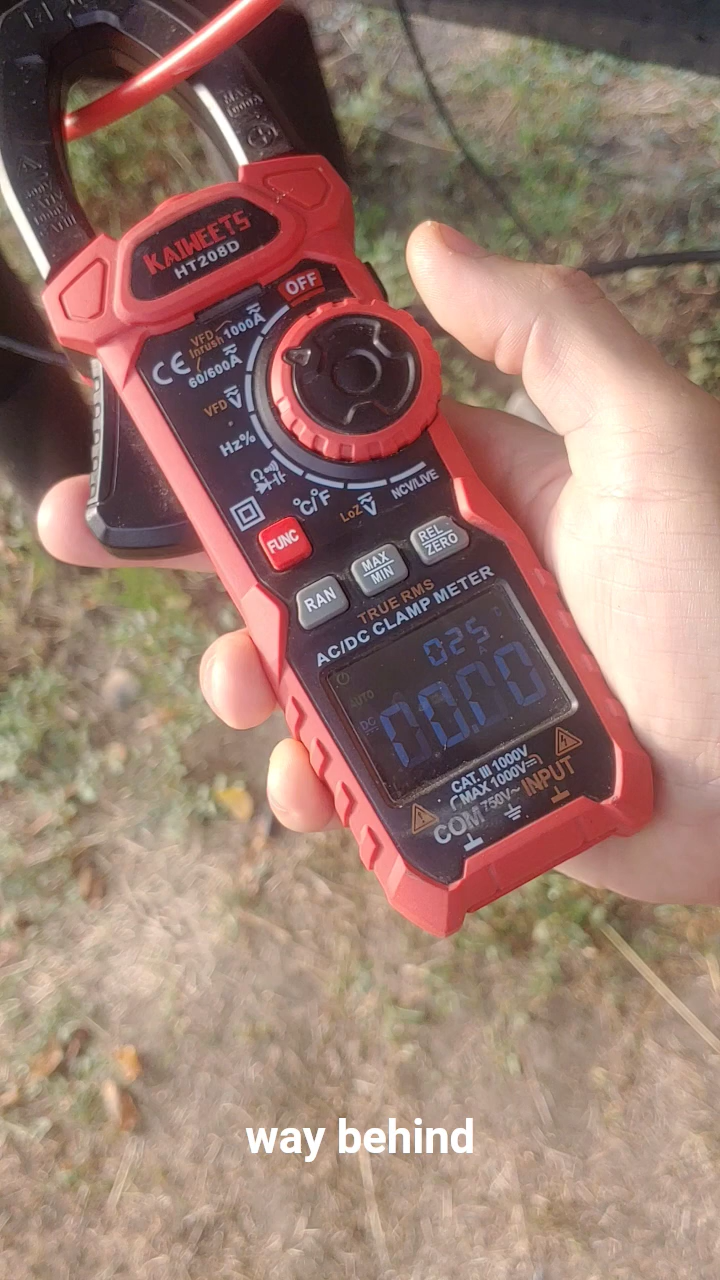 KAIWEETS
HT208D
OFF
VFD
Inrush
1000A
CE
60/600A
VFD V
Hz%
Ω
°C/°F
LoZ V
NCV/LIVE
FUNC
RAN
MAX
MIN
REL
ZERO
TRUE RMS
AC/DC CLAMP METER
025
A
AUTO
DC
00.00
CAT. III 1000V
MAX 1000V
750V~
COM
INPUT
way behind